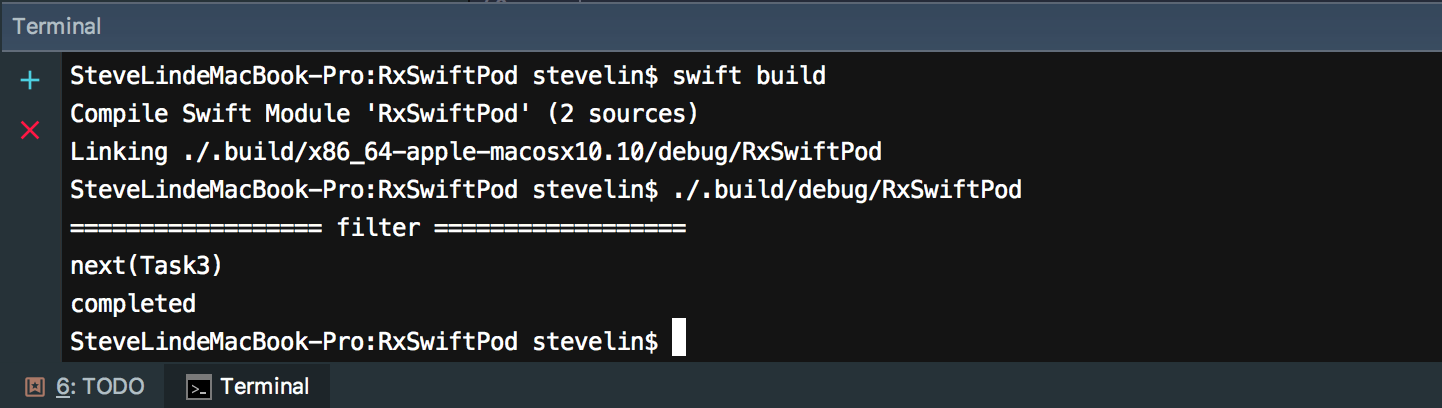 Terminal
SteveLindeMacBook-Pro:RxSwiftPod stevelin$ swift build
Compile Swift Module 'RxSwiftPod' (2 sources)
Linking ./.build/x86_64-apple-macosx10.10/debug/RxSwiftPod
SteveLindeMacBook-Pro:RxSwiftPod stevelin$ ./.build/debug/RxSwiftPod
================== filter ==================
next(Task3)
completed
SteveLindeMacBook-Pro:RxSwiftPod stevelin$
6: TODO
Terminal